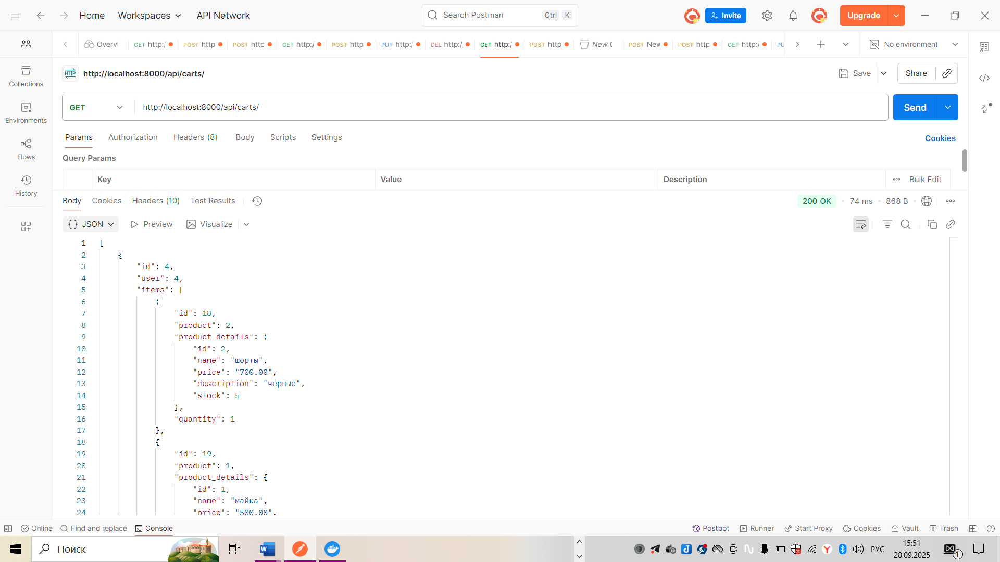 Home Workspaces API Network Search Postman Ctrl K Invite Upgrade
Overvi GET http:/ POST http POST http GET http:/ POST http PUT http:/ DEL http:/ GET http:/ POST http New C POST New POST http GET http:/ PU No environment
HTTP http://localhost:8000/api/carts/ Save Share
Collections
GET http://localhost:8000/api/carts/ Send
Environments
Params Authorization Headers (8) Body Scripts Settings Cookies
Flows
Query Params
Key Value Description Bulk Edit
History
Body Cookies Headers (10) Test Results 200 OK 74 ms 868 B
{} JSON Preview Visualize
1 [
2 {
3 "id": 4,
4 "user": 4,
5 "items": [
6 {
7 "id": 18,
8 "product": 2,
9 "product_details": {
10 "id": 2,
11 "name": "шорты",
12 "price": "700.00",
13 "description": "черные",
14 "stock": 5
15 },
16 "quantity": 1
17 },
18 {
19 "id": 19,
20 "product": 1,
21 "product_details": {
22 "id": 1,
23 "name": "майка",
24 "price": "500.00",
Online Find and replace Console Postbot Runner Start Proxy Cookies Vault Trash
Поиск РУС 15:51
28.09.2025 1